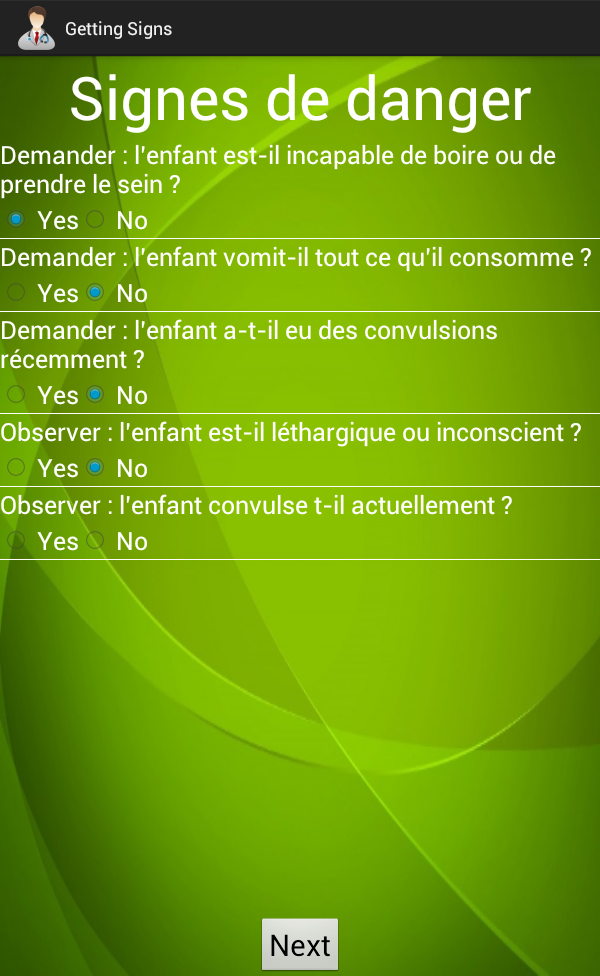 Getting Signs
Signes de danger
Demander : l'enfant est-il incapable de boire ou de
prendre le sein ?
Yes No
Demander : l'enfant vomit-il tout ce qu'il consomme ?
Yes No
Demander : l'enfant a-t-il eu des convulsions
récemment ?
Yes No
Observer : l'enfant est-il léthargique ou inconscient ?
Yes No
Observer : l'enfant convulse t-il actuellement ?
Yes No
Next